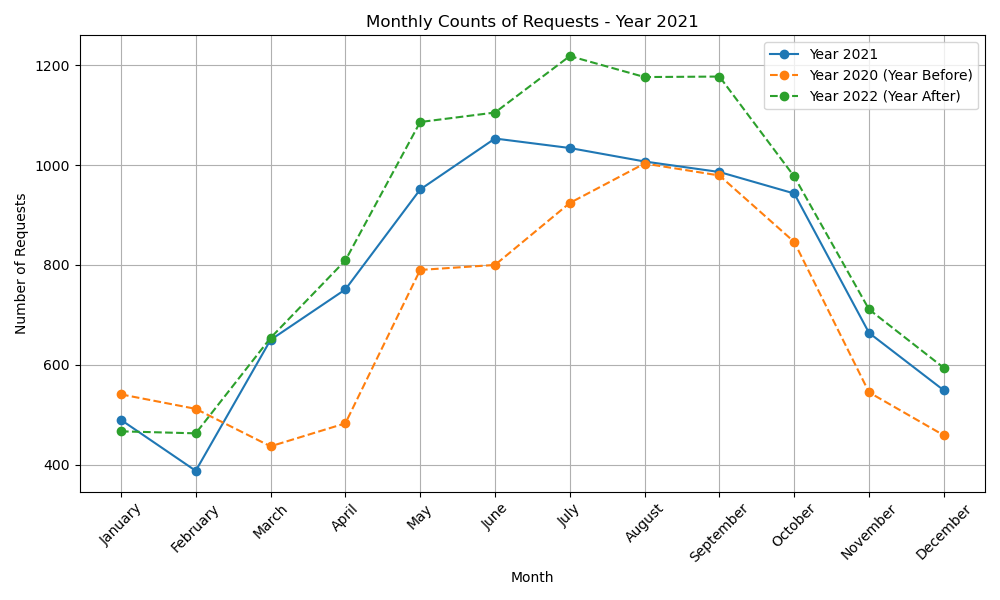 Monthly Counts of Requests - Year 2021
Year 2021
Year 2020 (Year Before)
Year 2022 (Year After)
Number of Requests
1200
1000
800
600
400
January
February
March
April
May
June
July
August
September
October
November
December
Month